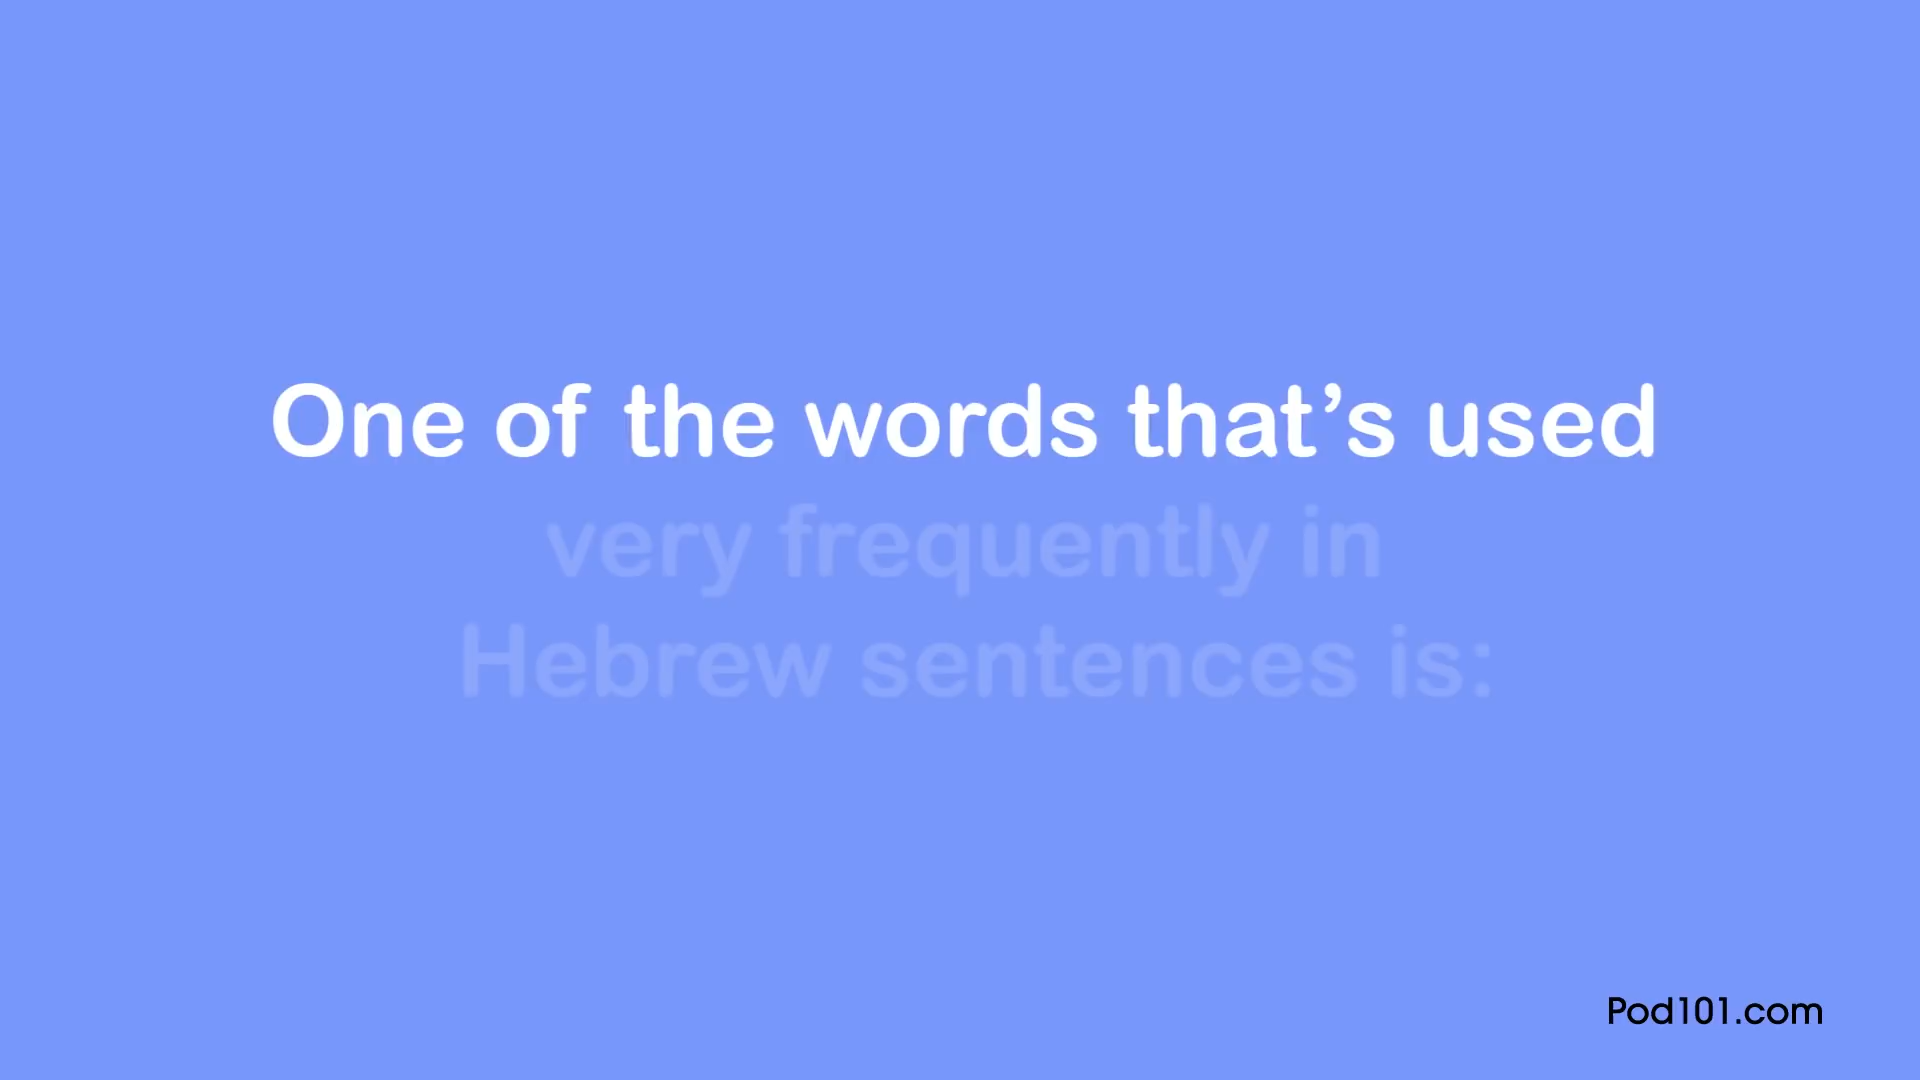 One of the words that’s used
very frequently in
Hebrew sentences is:
Pod101.com